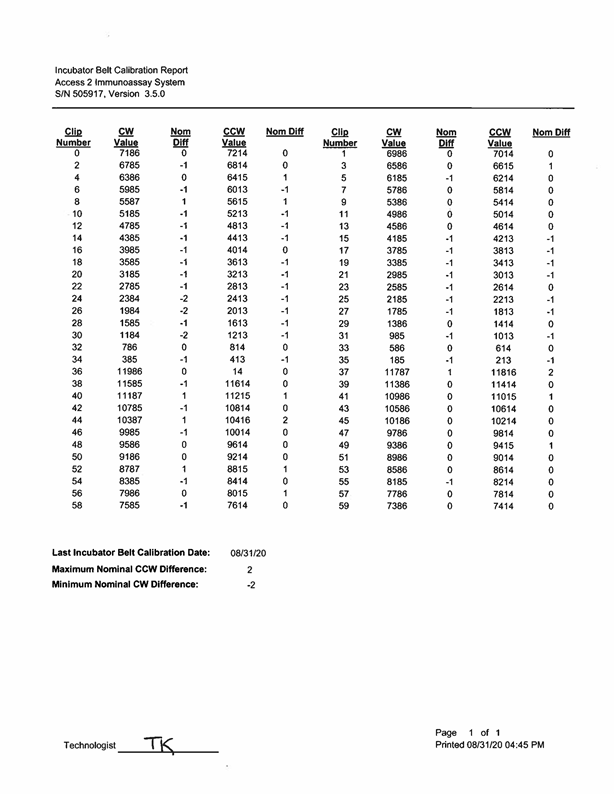 Incubator Belt Calibration Report
Access 2 Immunoassay System
S/N 505917, Version 3.5.0
Clip CW Nom CCW Nom Diff Clip CW Nom CCW Nom Diff
Number Value Diff Value Number Value Diff Value
0 7186 0 7214 0 1 6986 0 7014 0
2 6785 -1 6814 0 3 6586 0 6615 1
4 6386 0 6415 1 5 6185 -1 6214 0
6 5985 -1 6013 -1 7 5786 0 5814 0
8 5587 1 5615 1 9 5386 0 5414 0
10 5185 -1 5213 -1 11 4986 0 5014 0
12 4785 -1 4813 -1 13 4586 0 4614 0
14 4385 -1 4413 -1 15 4185 -1 4213 -1
16 3985 -1 4014 0 17 3785 -1 3813 -1
18 3585 -1 3613 -1 19 3385 -1 3413 -1
20 3185 -1 3213 -1 21 2985 -1 3013 -1
22 2785 -1 2813 -1 23 2585 -1 2614 0
24 2384 -2 2413 -1 25 2185 -1 2213 -1
26 1984 -2 2013 -1 27 1785 -1 1813 -1
28 1585 -1 1613 -1 29 1386 0 1414 0
30 1184 -2 1213 -1 31 985 -1 1013 -1
32 786 0 814 0 33 586 0 614 0
34 385 -1 413 -1 35 185 -1 213 -1
36 11986 0 14 0 37 11787 1 11816 2
38 11585 -1 11614 0 39 11386 0 11414 0
40 11187 1 11215 1 41 10986 0 11015 1
42 10785 -1 10814 0 43 10586 0 10614 0
44 10387 1 10416 2 45 10186 0 10214 0
46 9985 -1 10014 0 47 9786 0 9814 0
48 9586 0 9614 0 49 9386 0 9415 1
50 9186 0 9214 0 51 8986 0 9014 0
52 8787 1 8815 1 53 8586 0 8614 0
54 8385 -1 8414 0 55 8185 -1 8214 0
56 7986 0 8015 1 57 7786 0 7814 0
58 7585 -1 7614 0 59 7386 0 7414 0
Last Incubator Belt Calibration Date: 08/31/20
Maximum Nominal CCW Difference: 2
Minimum Nominal CW Difference: -2
Page 1 of 1
Technologist TK
Printed 08/31/20 04:45 PM